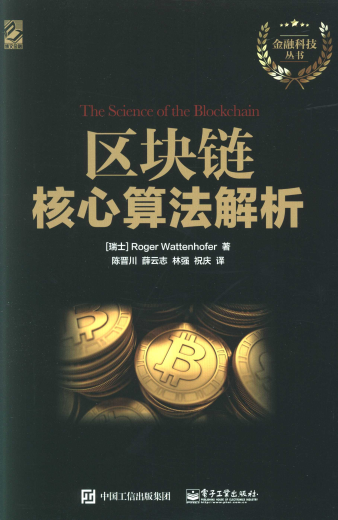 金融科技
丛书
The Science of the Blockchain
区块链
核心算法解析
[瑞士] Roger Wattenhofer 著
陈晋川 薛云志 林强 祝庆 译
中国工信出版集团
电子工业出版社